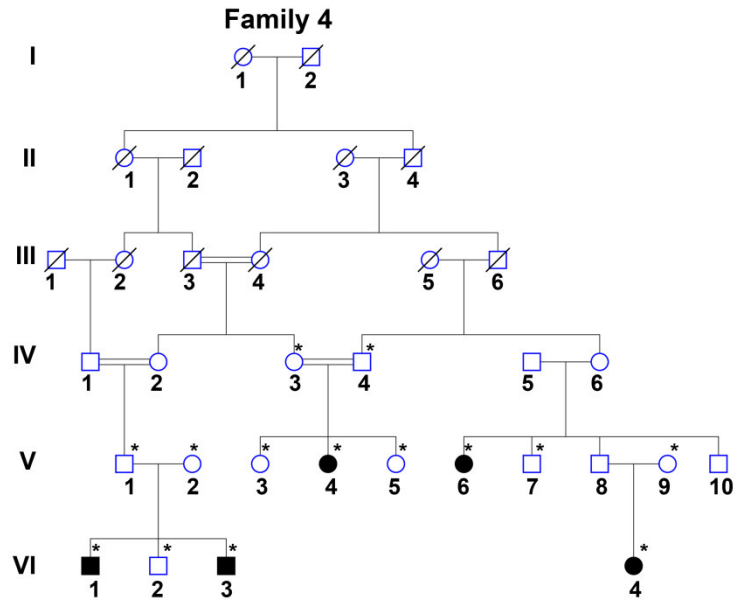 Family 4
I
1 2
II
1 2 3 4
III
1 2 3 4 5 6
IV
* *
1 2 3 4 5 6
V
* * * * * * * *
1 2 3 4 5 6 7 8 9 10
VI
* * * *
1 2 3 4